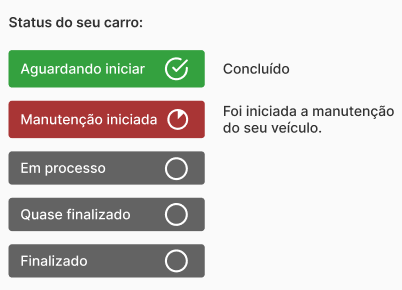 Status do seu carro:
Aguardando iniciar
Concluído
Manutenção iniciada
Foi iniciada a manutenção
do seu veículo.
Em processo
Quase finalizado
Finalizado